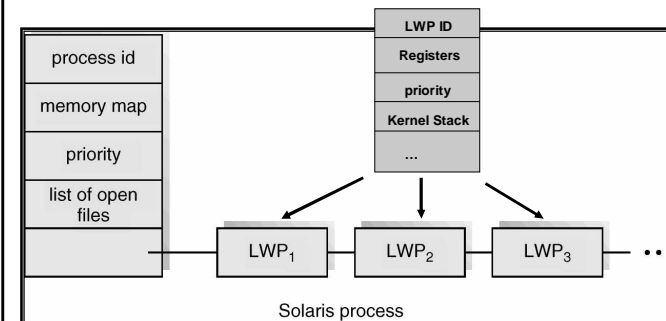 LWP ID
Registers
priority
Kernel Stack
...
process id
memory map
priority
list of open
files
LWP₁
LWP₂
LWP₃
Solaris process